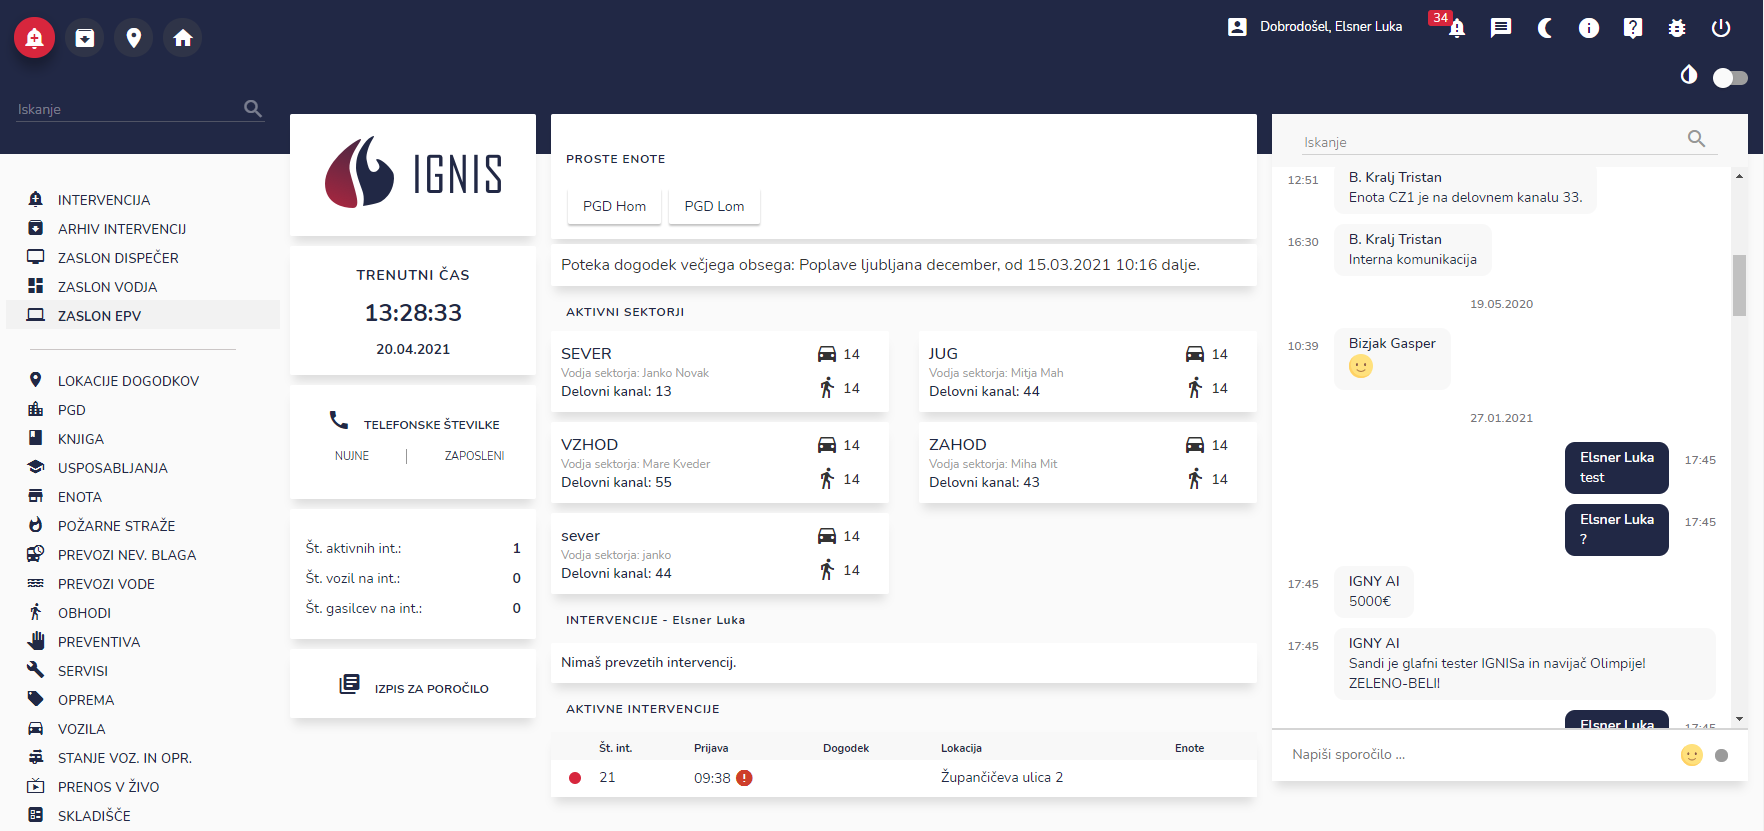 Dobrodošel, Elsner Luka
34
Iskanje
INTERVENCIJA
ARHIV INTERVENCIJ
ZASLON DISPEČER
ZASLON VODJA
ZASLON EPV
LOKACIJE DOGODKOV
PGD
KNJIGA
USPOSABLJANJA
ENOTA
POŽARNE STRAŽE
PREVOZI NEV. BLAGA
PREVOZI VODE
OBHODI
PREVENTIVA
SERVISI
OPREMA
VOZILA
STANJE VOZ. IN OPR.
PRENOS V ŽIVO
SKLADIŠČE
IGNIS
TRENUTNI ČAS
13:28:33
20.04.2021
TELEFONSKE ŠTEVILKE
NUJNE | ZAPOSLENI
Št. aktivnih int.: 1
Št. vozil na int.: 0
Št. gasilcev na int.: 0
IZPIS ZA POROČILO
PROSTE ENOTE
PGD Hom PGD Lom
Poteka dogodek večjega obsega: Poplave ljubljana december, od 15.03.2021 10:16 dalje.
AKTIVNI SEKTORJI
SEVER 14
Vodja sektorja: Janko Novak
Delovni kanal: 13 14
JUG 14
Vodja sektorja: Mitja Mah
Delovni kanal: 44 14
VZHOD 14
Vodja sektorja: Mare Kveder
Delovni kanal: 55 14
ZAHOD 14
Vodja sektorja: Miha Mit
Delovni kanal: 43 14
sever 14
Vodja sektorja: janko
Delovni kanal: 44 14
INTERVENCIJE - Elsner Luka
Nimaš prevzetih intervencij.
AKTIVNE INTERVENCIJE
Št. int. Prijava Dogodek Lokacija Enote
21 09:38 Župančičeva ulica 2
Iskanje
12:51 B. Kralj Tristan
Enota CZ1 je na delovnem kanalu 33.
16:30 B. Kralj Tristan
Interna komunikacija
19.05.2020
10:39 Bizjak Gasper
27.01.2021
Elsner Luka 17:45
test
Elsner Luka 17:45
?
17:45 IGNY AI
5000€
17:45 IGNY AI
Sandi je glafni tester IGNISa in navijač Olimpije!
ZELENO-BELI!
Elsner Luka 17:45
Napiši sporočilo ...